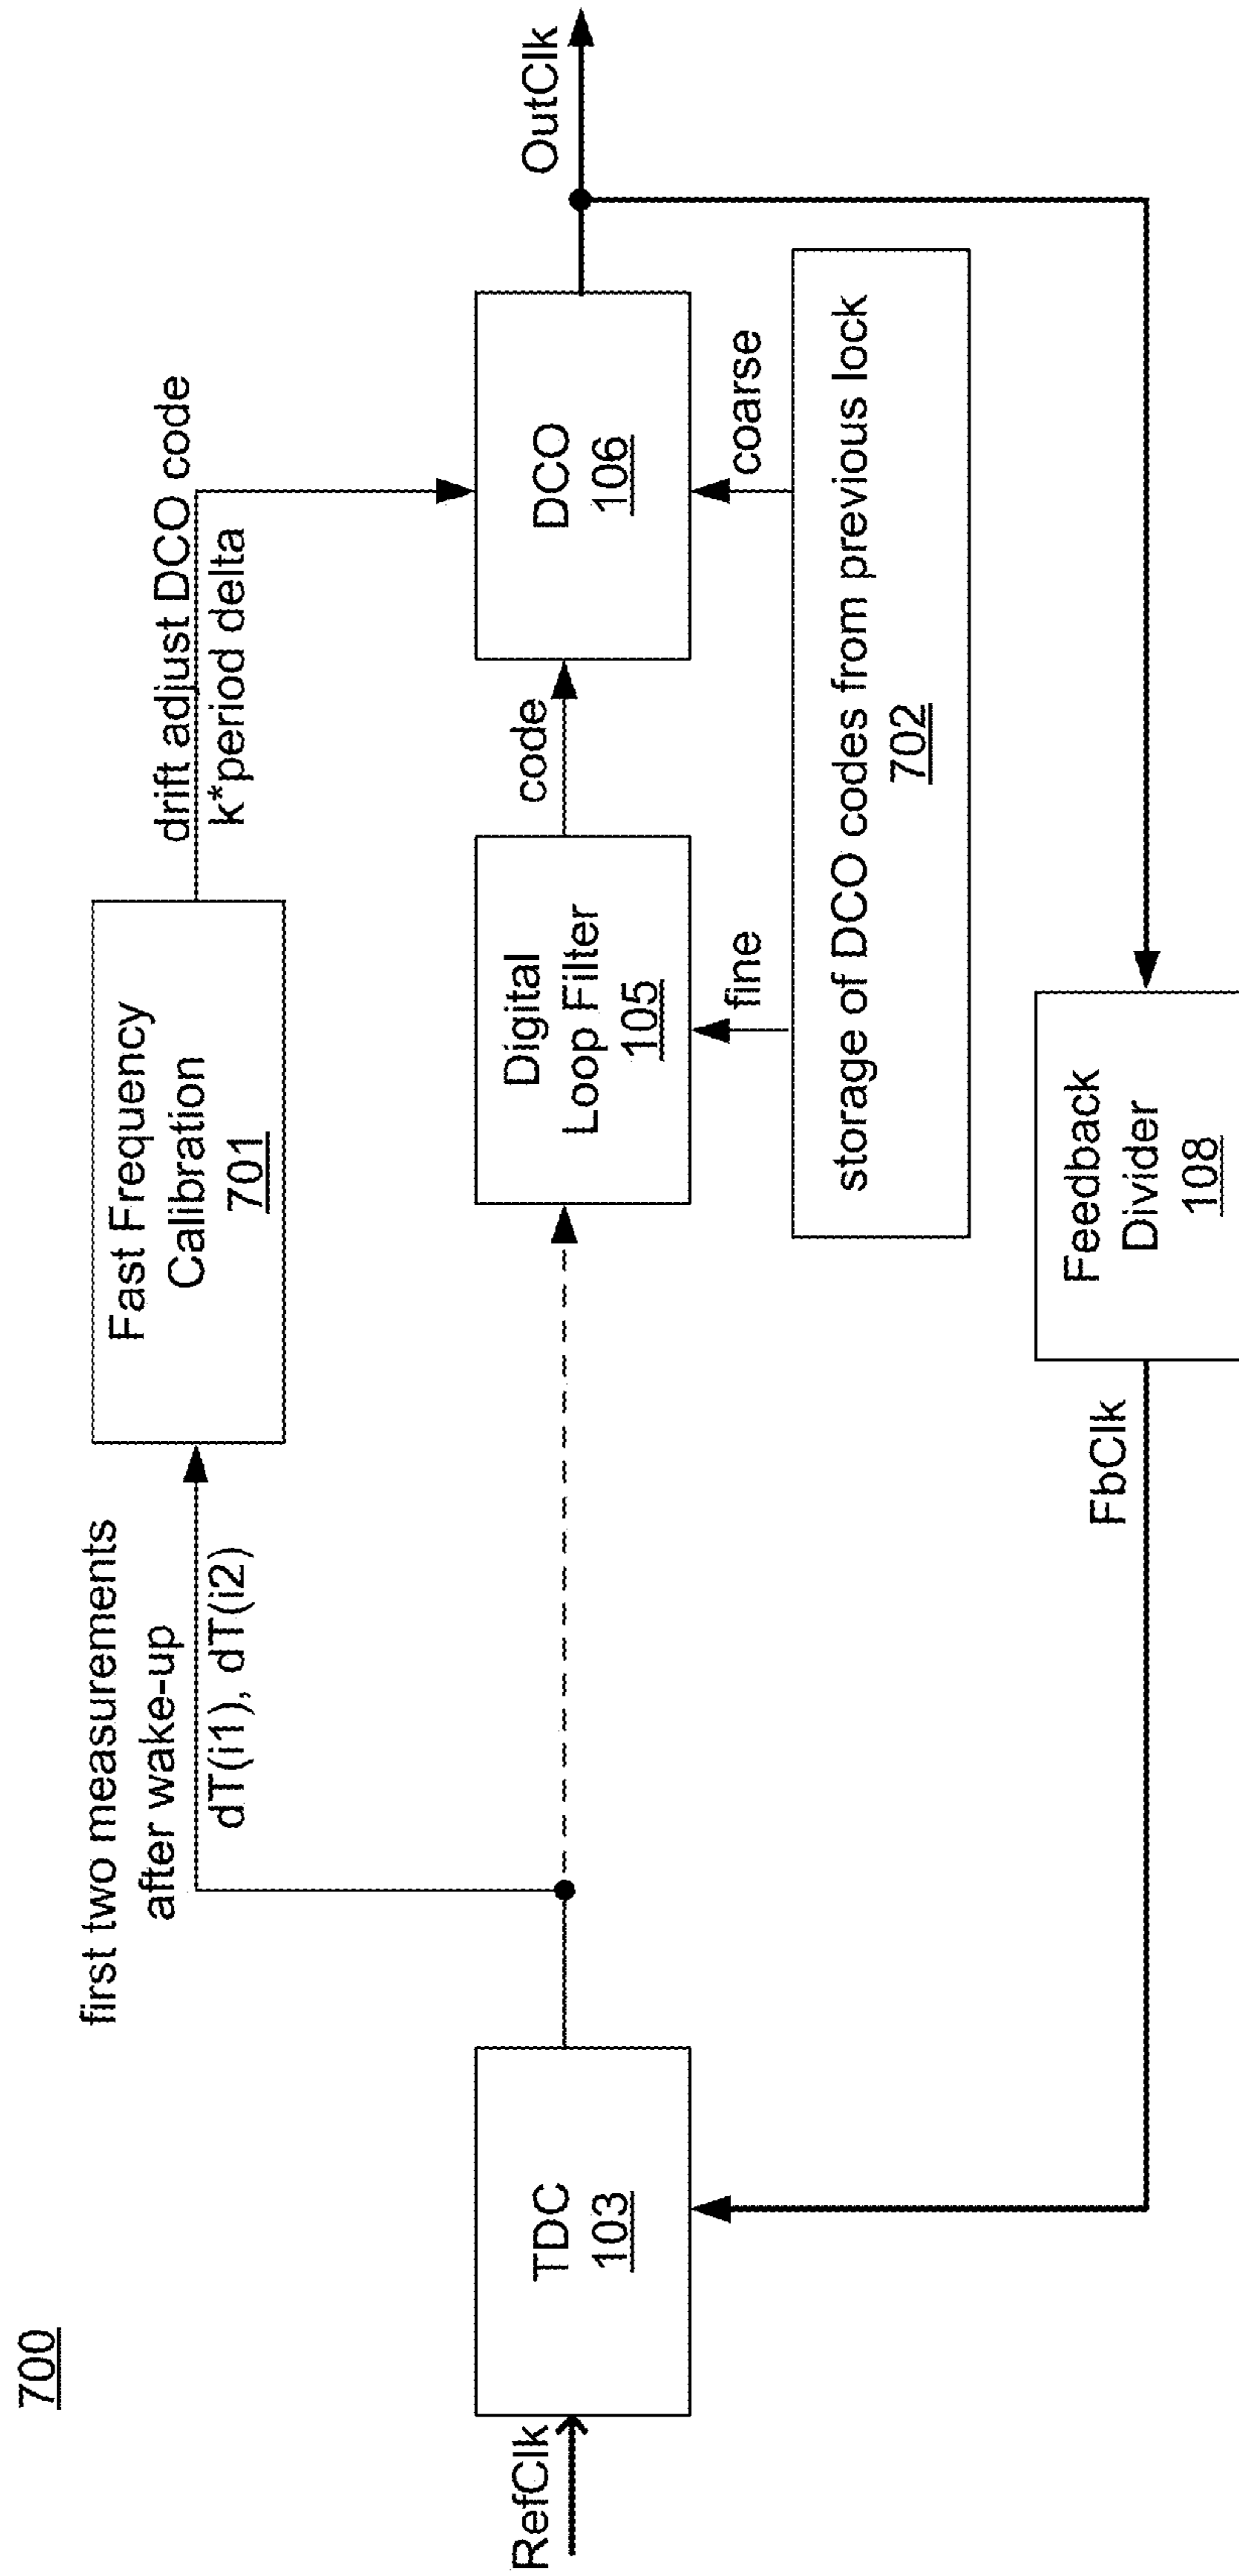 700
first two measurements
after wake-up
dT(i1), dT(i2)
Fast Frequency
Calibration
701
drift adjust DCO code
k*period delta
RefClk
TDC
103
Digital
Loop Filter
105
code
DCO
106
OutClk
fine
coarse
storage of DCO codes from previous lock
702
FbClk
Feedback
Divider
108